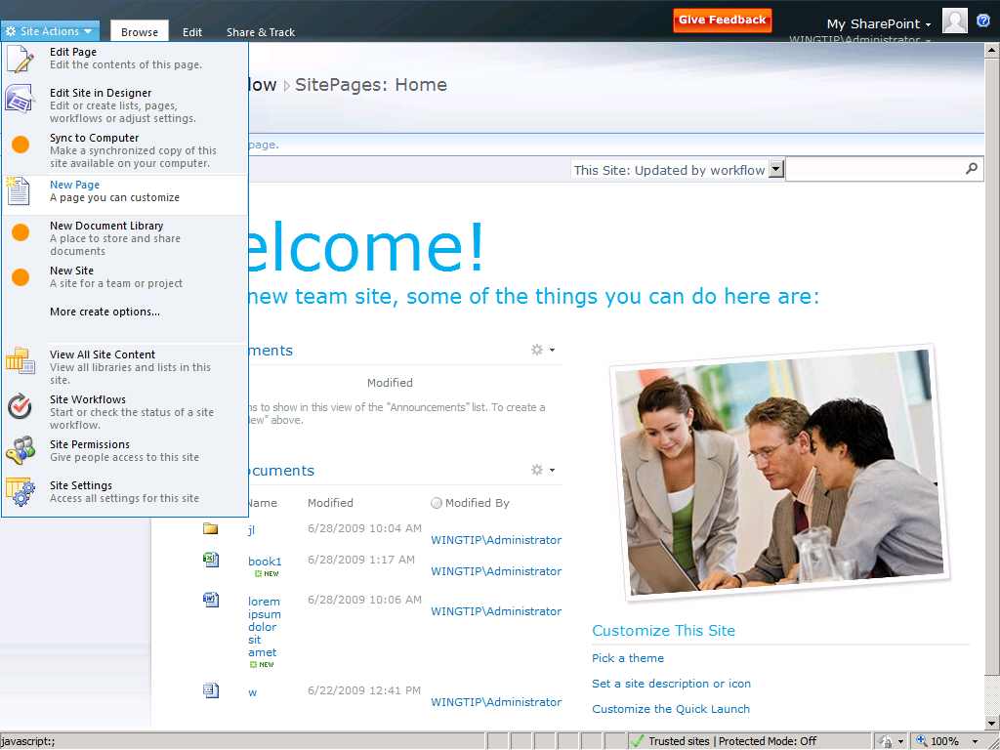 Site Actions
Browse
Edit
Share & Track
Give Feedback
My SharePoint
WINGTIP\Administrator
Edit Page
Edit the contents of this page.
Edit Site in Designer
Edit or create lists, pages,
workflows or adjust settings.
Sync to Computer
Make a synchronized copy of this
site available on your computer.
New Page
A page you can customize
New Document Library
A place to store and share
documents
New Site
A site for a team or project
More create options...
View All Site Content
View all libraries and lists in this
site.
Site Workflows
Start or check the status of a site
workflow.
Site Permissions
Give people access to this site
Site Settings
Access all settings for this site
low SitePages: Home
page.
This Site: Updated by workflow
elcome!
new team site, some of the things you can do here are:
ments
Modified
ns to show in this view of the "Announcements" list. To create a
ew" above.
cuments
Name Modified Modified By
jl 6/28/2009 10:04 AM WINGTIP\Administrator
book1 6/28/2009 1:17 AM WINGTIP\Administrator
NEW
lorem 6/28/2009 10:06 AM WINGTIP\Administrator
ipsum
dolor
sit
amet
NEW
w 6/22/2009 12:41 PM WINGTIP\Administrator
Customize This Site
Pick a theme
Set a site description or icon
Customize the Quick Launch
javascript:;
Trusted sites | Protected Mode: Off
100%